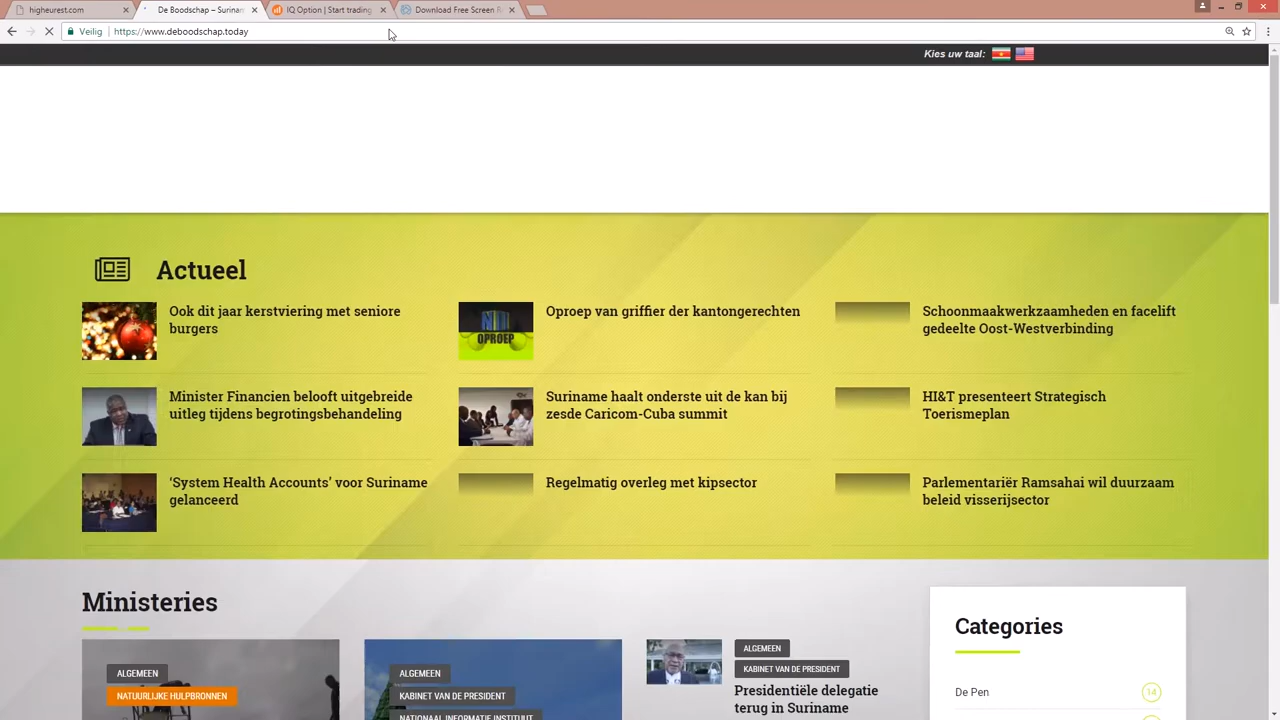 higheurest.com
De Boodschap – Surinam
IQ Option | Start trading
Download Free Screen R
Veilig
https://www.deboodschap.today
Kies uw taal:
Actueel
Ook dit jaar kerstviering met seniore
burgers
Oproep van griffier der kantongerechten
OPROEP
Schoonmaakwerkzaamheden en facelift
gedeelte Oost-Westverbinding
Minister Financien belooft uitgebreide
uitleg tijdens begrotingsbehandeling
Suriname haalt onderste uit de kan bij
zesde Caricom-Cuba summit
HI&T presenteert Strategisch
Toerismeplan
‘System Health Accounts’ voor Suriname
gelanceerd
Regelmatig overleg met kipsector
Parlementariër Ramsahai wil duurzaam
beleid visserijsector
Ministeries
ALGEMEEN
NATUURLIJKE HULPBRONNEN
ALGEMEEN
KABINET VAN DE PRESIDENT
NATIONAAL INFORMATIE INSTITUUT
ALGEMEEN
KABINET VAN DE PRESIDENT
Presidentiële delegatie
terug in Suriname
Categories
De Pen
14